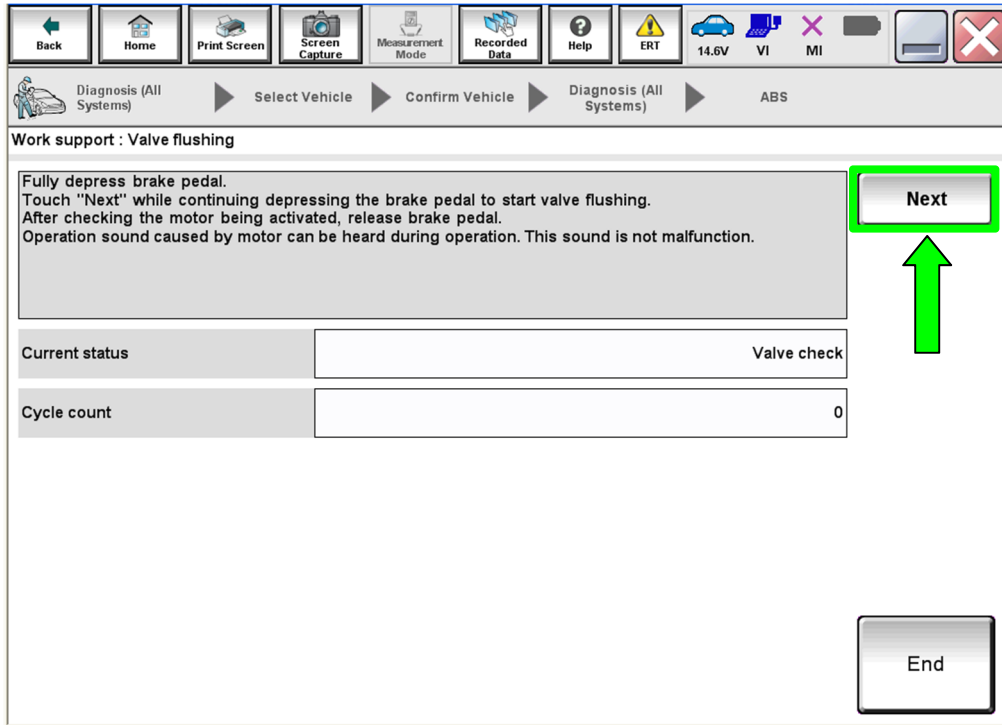 Back
Home
Print Screen
Screen
Capture
Measurement
Mode
Recorded
Data
Help
ERT
14.6V
VI
MI
Diagnosis (All
Systems)
Select Vehicle
Confirm Vehicle
Diagnosis (All
Systems)
ABS
Work support : Valve flushing
Fully depress brake pedal.
Touch "Next" while continuing depressing the brake pedal to start valve flushing.
After checking the motor being activated, release brake pedal.
Operation sound caused by motor can be heard during operation. This sound is not malfunction.
Next
Current status
Valve check
Cycle count
0
End